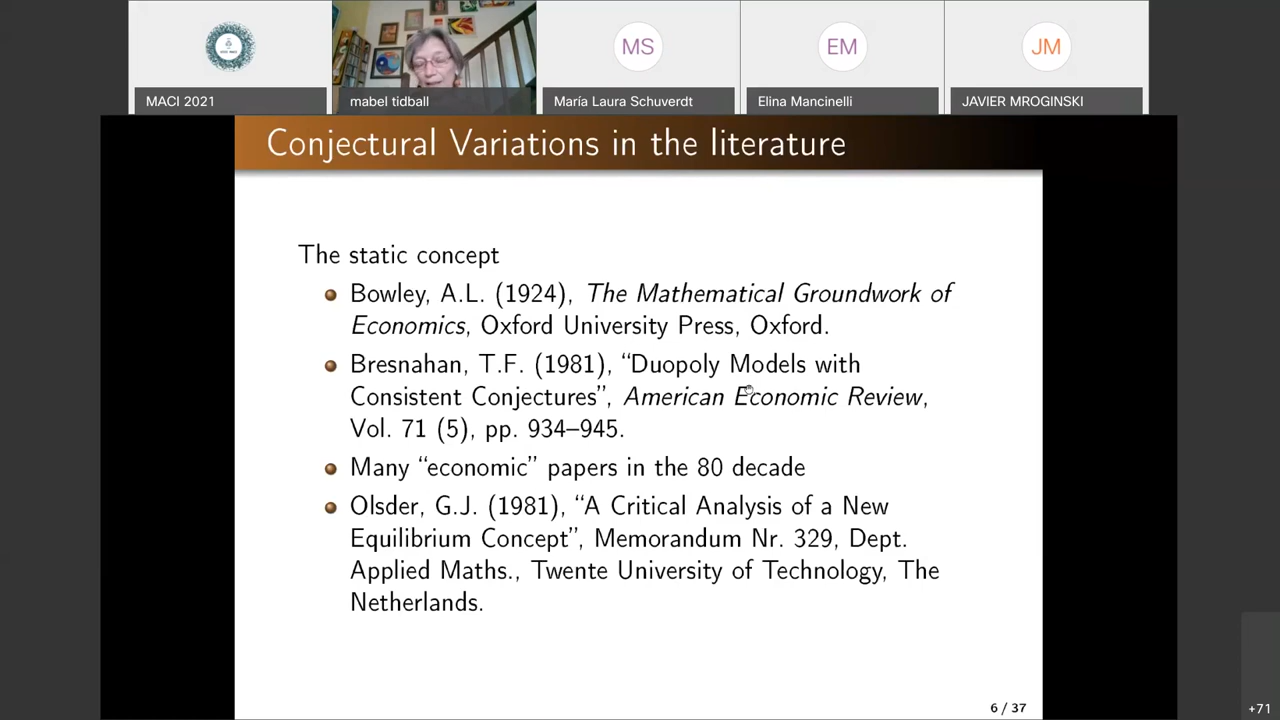 MS
EM
JM
MACI 2021
mabel tidball
María Laura Schuverdt
Elina Mancinelli
JAVIER MROGINSKI
Conjectural Variations in the literature
The static concept
Bowley, A.L. (1924), The Mathematical Groundwork of
Economics, Oxford University Press, Oxford.
Bresnahan, T.F. (1981), “Duopoly Models with
Consistent Conjectures”, American Economic Review,
Vol. 71 (5), pp. 934–945.
Many “economic” papers in the 80 decade
Olsder, G.J. (1981), “A Critical Analysis of a New
Equilibrium Concept”, Memorandum Nr. 329, Dept.
Applied Maths., Twente University of Technology, The
Netherlands.
6 / 37
+71